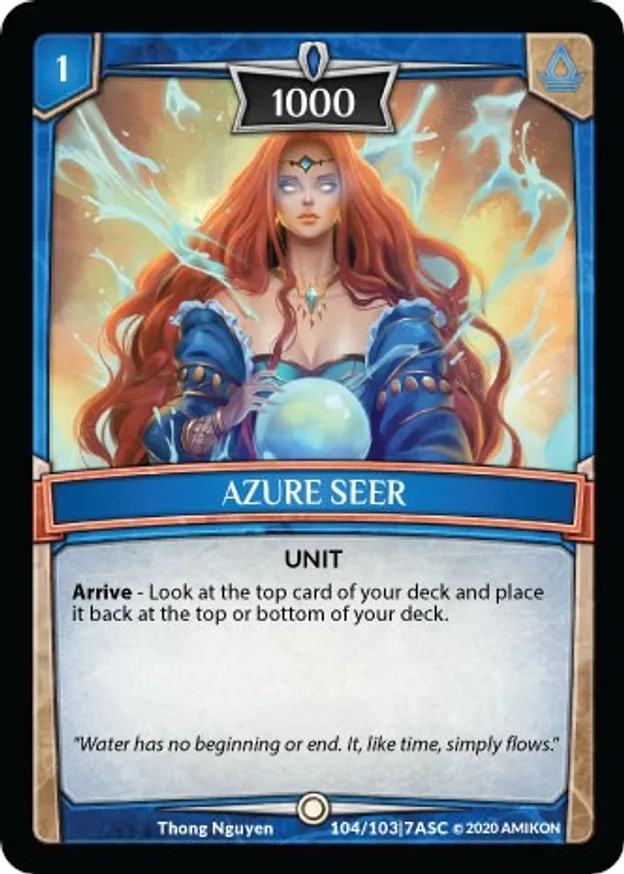 1
1000
AZURE SEER
UNIT
Arrive - Look at the top card of your deck and place
it back at the top or bottom of your deck.
"Water has no beginning or end. It, like time, simply flows."
Thong Nguyen 104/103|7ASC © 2020 AMIKON